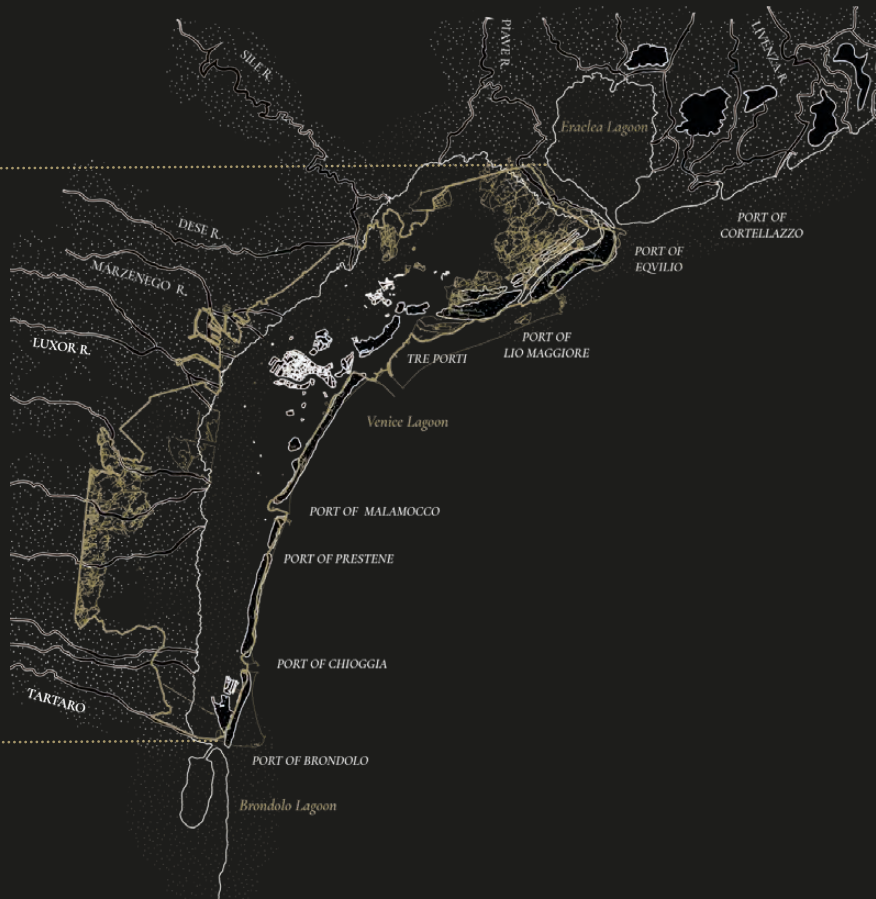 SILE R.
PIAVE R
LIVENZA R.
Eraclea Lagoon
DESE R.
PORT OF
CORTELLAZZO
PORT OF
EQVILIO
MARZENEGO R.
LUXOR R.
PORT OF
LIO MAGGIORE
TRE PORTI
Venice Lagoon
PORT OF MALAMOCCO
PORT OF PRESTENE
PORT OF CHIOGGIA
TARTARO
PORT OF BRONDOLO
Brondolo Lagoon